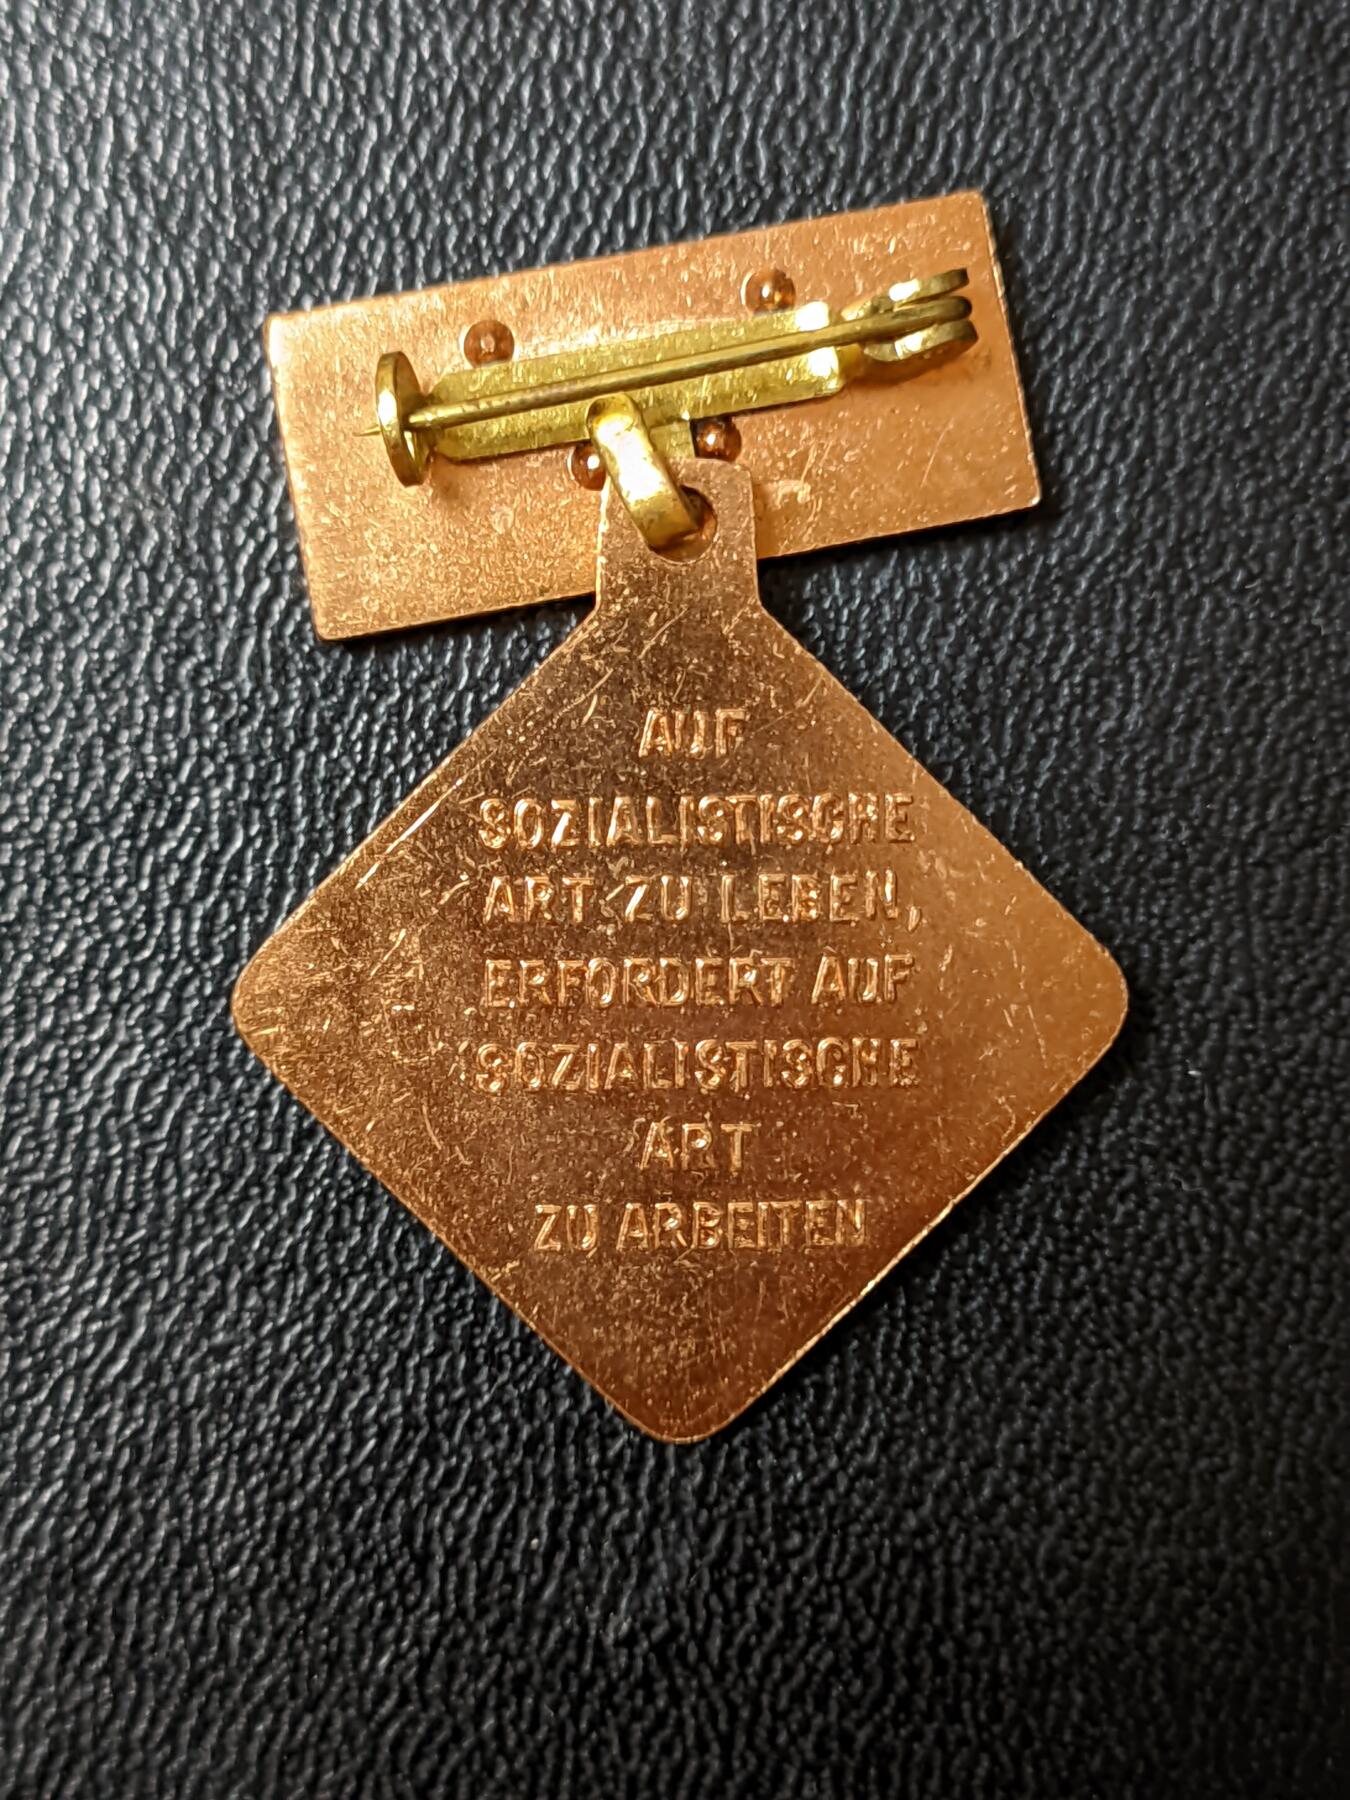 AUF
SOZIALISTISCHE
ART ZU LEBEN,
ERFORDERT AUF
SOZIALISTISCHE
ART
ZU ARBEITEN